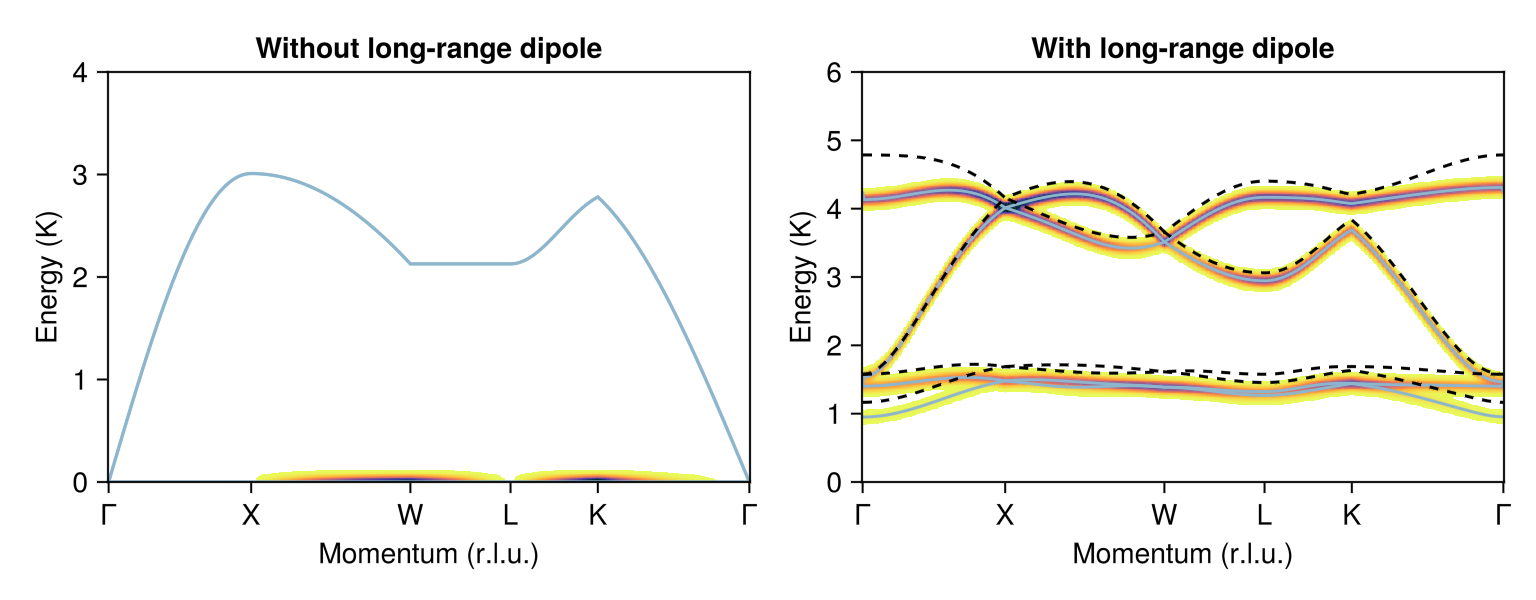 Without long-range dipole
Energy (K)
4
3
2
1
0
Γ X W L K Γ
Momentum (r.l.u.)
With long-range dipole
Energy (K)
6
5
4
3
2
1
0
Γ X W L K Γ
Momentum (r.l.u.)